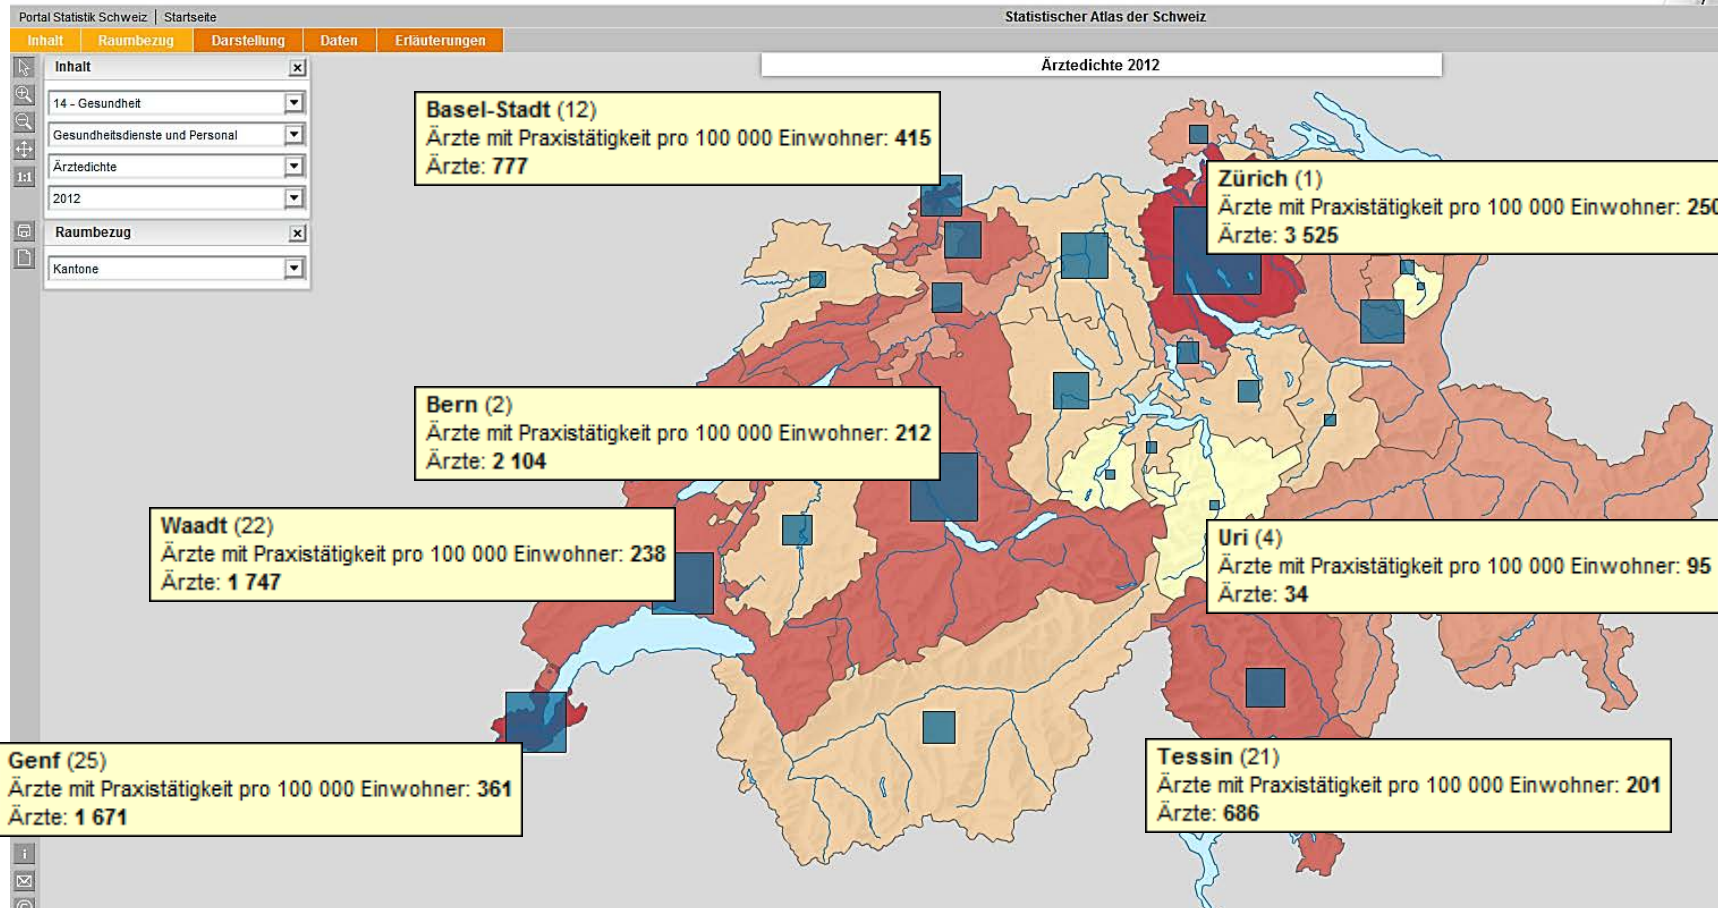 Portal Statistik Schweiz | Startseite
Statistischer Atlas der Schweiz
Inhalt Raumbezug Darstellung Daten Erläuterungen
Inhalt
14 - Gesundheit
Gesundheitsdienste und Personal
Ärztedichte
2012
1:1
Raumbezug
Kantone
Ärztedichte 2012
Basel-Stadt (12)
Ärzte mit Praxistätigkeit pro 100 000 Einwohner: 415
Ärzte: 777
Zürich (1)
Ärzte mit Praxistätigkeit pro 100 000 Einwohner: 250
Ärzte: 3 525
Bern (2)
Ärzte mit Praxistätigkeit pro 100 000 Einwohner: 212
Ärzte: 2 104
Waadt (22)
Ärzte mit Praxistätigkeit pro 100 000 Einwohner: 238
Ärzte: 1 747
Uri (4)
Ärzte mit Praxistätigkeit pro 100 000 Einwohner: 95
Ärzte: 34
Genf (25)
Ärzte mit Praxistätigkeit pro 100 000 Einwohner: 361
Ärzte: 1 671
Tessin (21)
Ärzte mit Praxistätigkeit pro 100 000 Einwohner: 201
Ärzte: 686